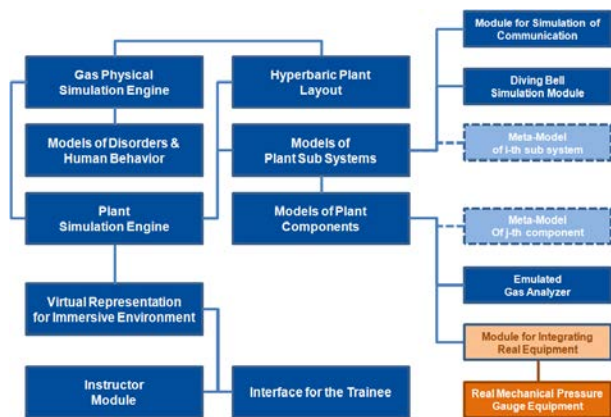 Module for Simulation of
Communication
Gas Physical
Simulation Engine
Hyperbaric Plant
Layout
Diving Bell
Simulation Module
Models of Disorders &
Human Behavior
Models of
Plant Sub Systems
Meta-Model
of i-th sub system
Plant
Simulation Engine
Models of Plant
Components
Meta-Model
Of j-th component
Emulated
Gas Analyzer
Virtual Representation
for Immersive Environment
Module for Integrating
Real Equipment
Instructor
Module
Interface for the Trainee
Real Mechanical Pressure
Gauge Equipment